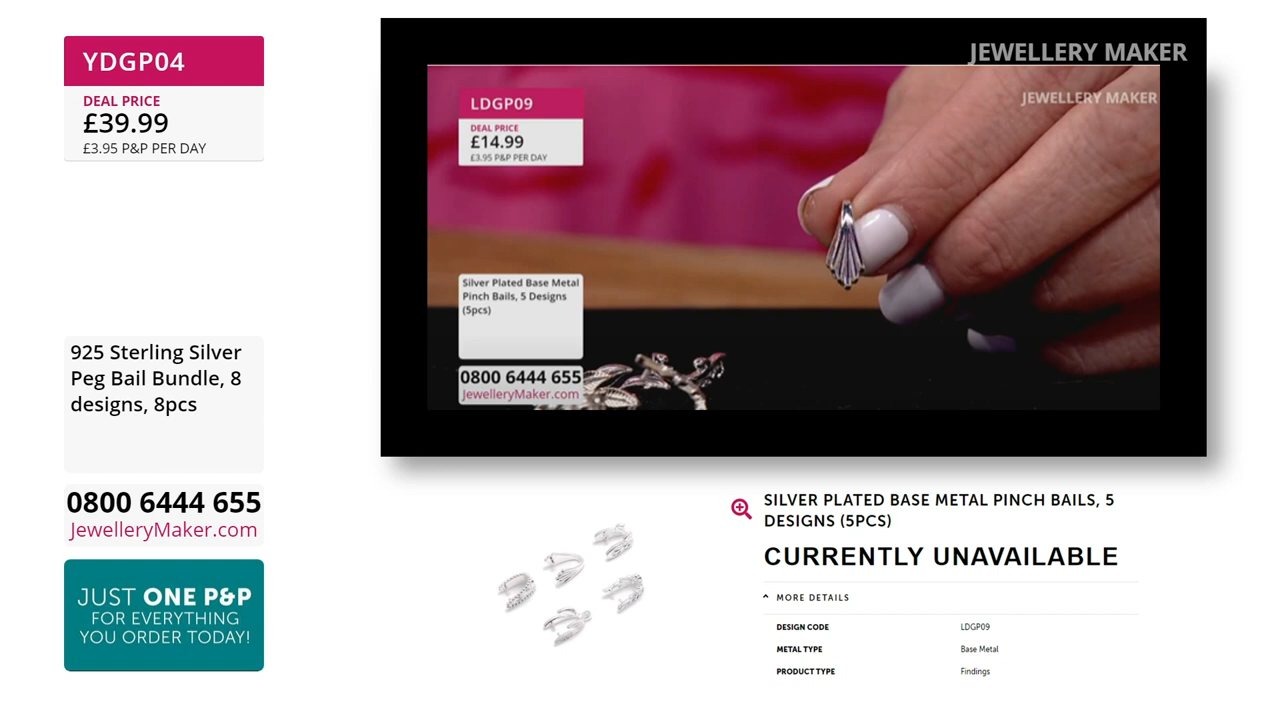 YDGP04
DEAL PRICE
£39.99
£3.95 P&P PER DAY
925 Sterling Silver
Peg Bail Bundle, 8
designs, 8pcs
0800 6444 655
JewelleryMaker.com
JUST ONE P&P
FOR EVERYTHING
YOU ORDER TODAY!
JEWELLERY MAKER
JEWELLERY MAKER
LDGP09
DEAL PRICE
£14.99
£3.95 P&P PER DAY
Silver Plated Base Metal
Pinch Bails, 5 Designs
(5pcs)
0800 6444 655
JewelleryMaker.com
SILVER PLATED BASE METAL PINCH BAILS, 5
DESIGNS (5PCS)
CURRENTLY UNAVAILABLE
MORE DETAILS
DESIGN CODE LDGP09
METAL TYPE Base Metal
PRODUCT TYPE Findings